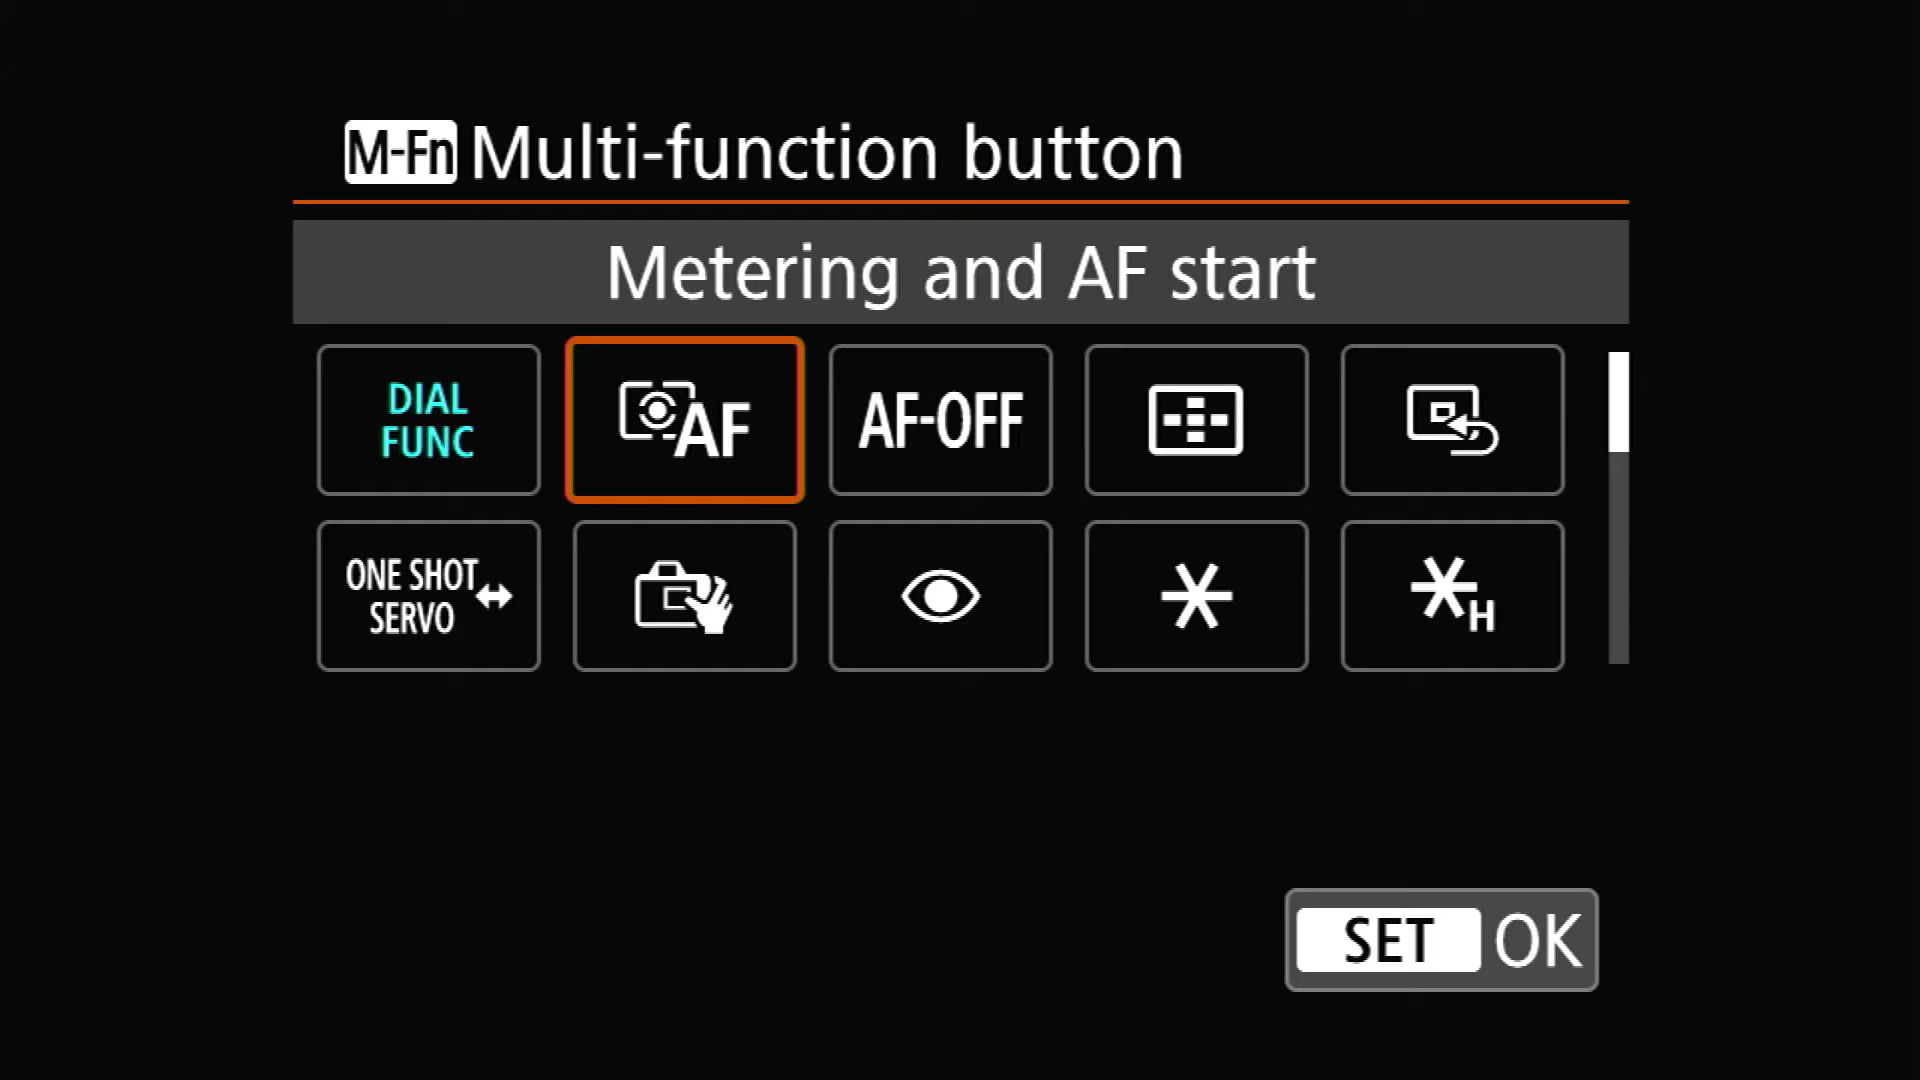 M-Fn Multi-function button
Metering and AF start
DIAL
FUNC
AF
AF-OFF
ONE SHOT
SERVO
H
SET OK